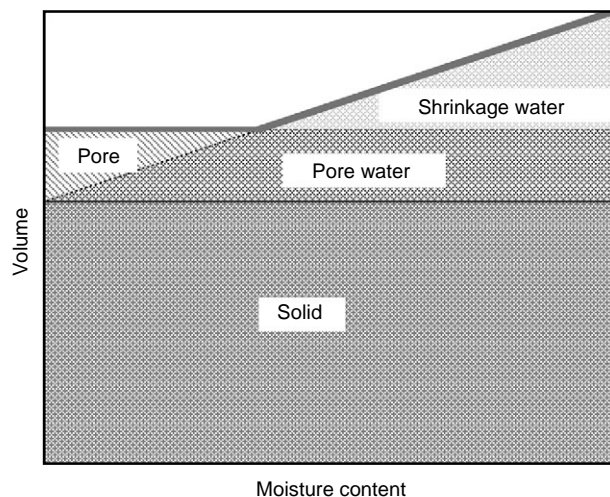 Shrinkage water
Pore
Pore water
Volume
Solid
Moisture content